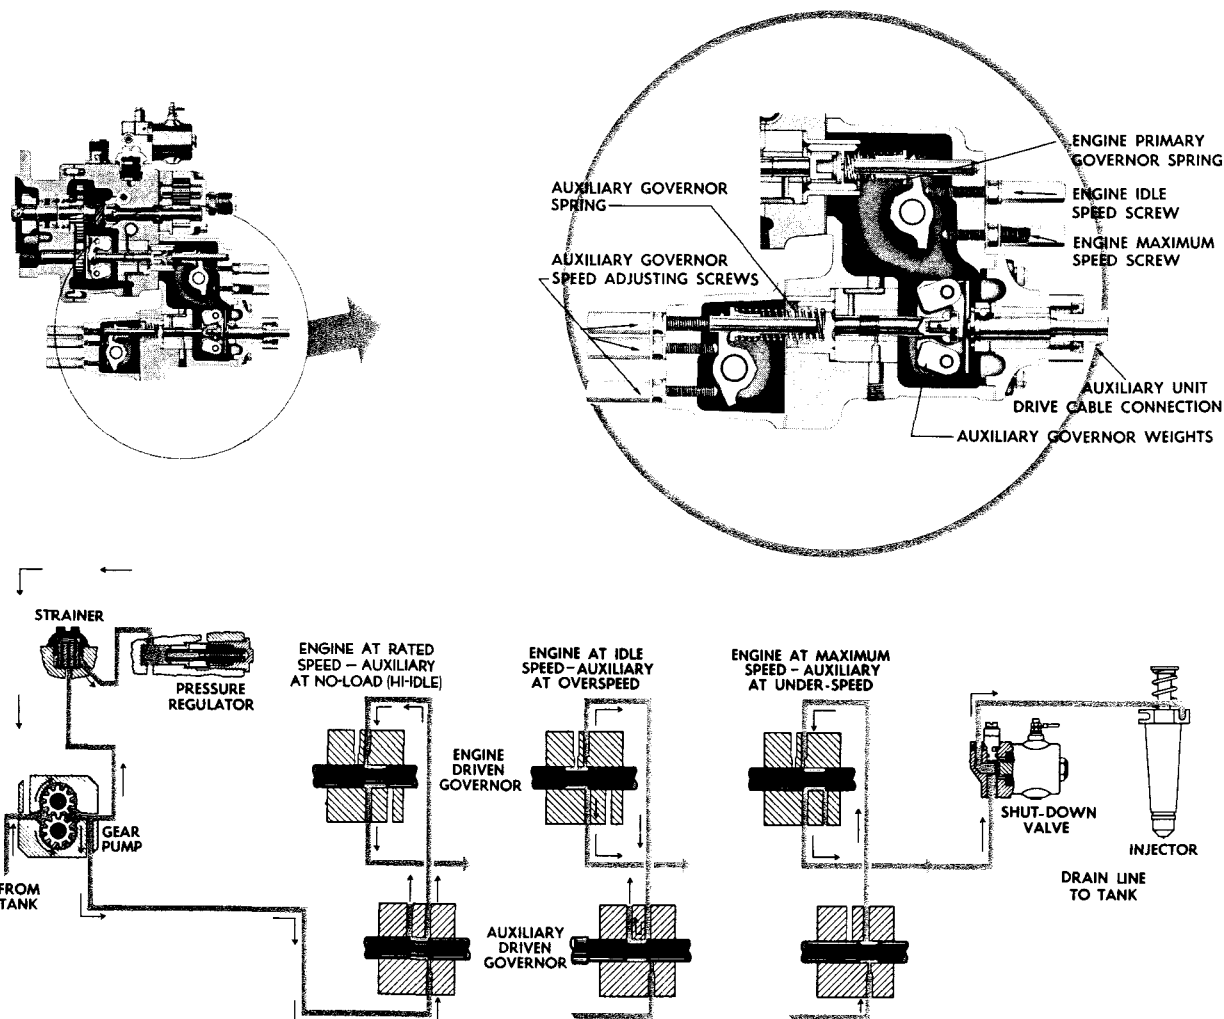 ENGINE PRIMARY
GOVERNOR SPRING
AUXILIARY GOVERNOR
SPRING
ENGINE IDLE
SPEED SCREW
ENGINE MAXIMUM
SPEED SCREW
AUXILIARY GOVERNOR
SPEED ADJUSTING SCREWS
AUXILIARY UNIT
DRIVE CABLE CONNECTION
AUXILIARY GOVERNOR WEIGHTS
STRAINER
PRESSURE
REGULATOR
ENGINE AT RATED
SPEED – AUXILIARY
AT NO-LOAD (HI-IDLE)
ENGINE AT IDLE
SPEED–AUXILIARY
AT OVERSPEED
ENGINE AT MAXIMUM
SPEED – AUXILIARY
AT UNDER-SPEED
ENGINE
DRIVEN
GOVERNOR
GEAR
PUMP
SHUT-DOWN
VALVE
INJECTOR
FROM
TANK
DRAIN LINE
TO TANK
AUXILIARY
DRIVEN
GOVERNOR